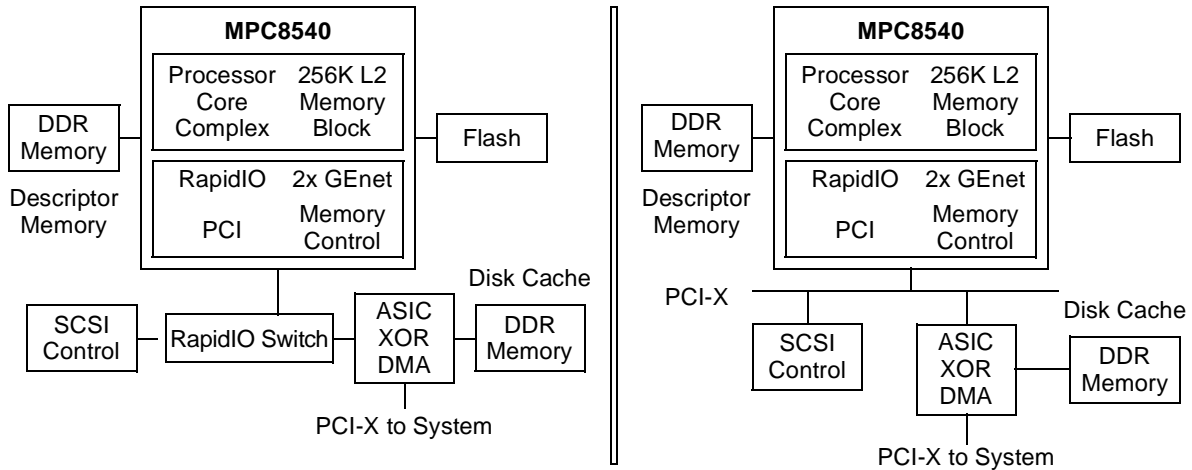 MPC8540
Processor 256K L2
Core Memory
Complex Block
DDR
Memory
Flash
RapidIO 2x GEnet
PCI Memory
Control
Descriptor
Memory
Disk Cache
SCSI
Control
RapidIO Switch
ASIC
XOR
DMA
DDR
Memory
PCI-X to System
MPC8540
Processor 256K L2
Core Memory
Complex Block
DDR
Memory
Flash
RapidIO 2x GEnet
PCI Memory
Control
Descriptor
Memory
PCI-X
Disk Cache
SCSI
Control
ASIC
XOR
DMA
DDR
Memory
PCI-X to System